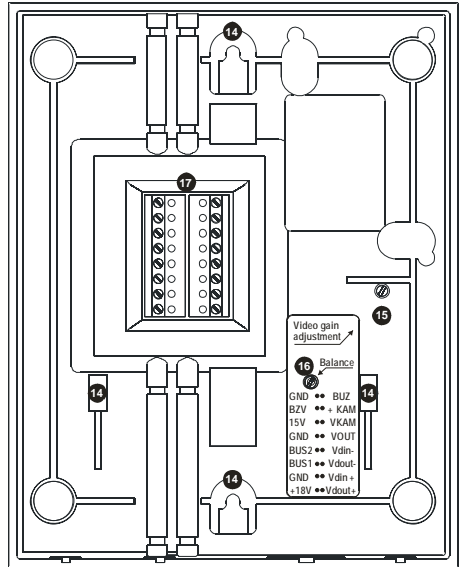 14
17
15
Video gain
adjustment
16 Balance
14
14
GND •• BUZ
BZV •• + KAM
15V •• VKAM
GND •• VOUT
BUS2 •• Vdin-
BUS1 •• Vdout-
GND •• Vdin +
+18V •• Vdout+
14